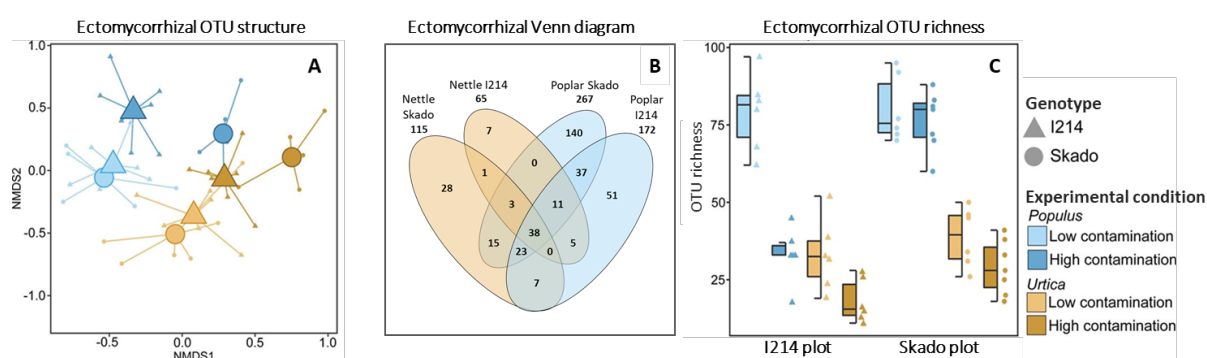 Ectomycorrhizal OTU structure
Ectomycorrhizal Venn diagram
Ectomycorrhizal OTU richness
A
1.0
0.5
0.0
-0.5
-1.0
NMDS2
-0.5
0.0
0.5
1.0
NMDS1
B
Nettle I214
65
Poplar Skado
267
Nettle
Skado
115
Poplar
I214
172
7
140
0
28
1
37
51
3
11
38
15
23
0
5
7
C
100
75
50
25
OTU richness
I214 plot
Skado plot
Genotype
I214
Skado
Experimental condition
Populus
Low contamination
High contamination
Urtica
Low contamination
High contamination